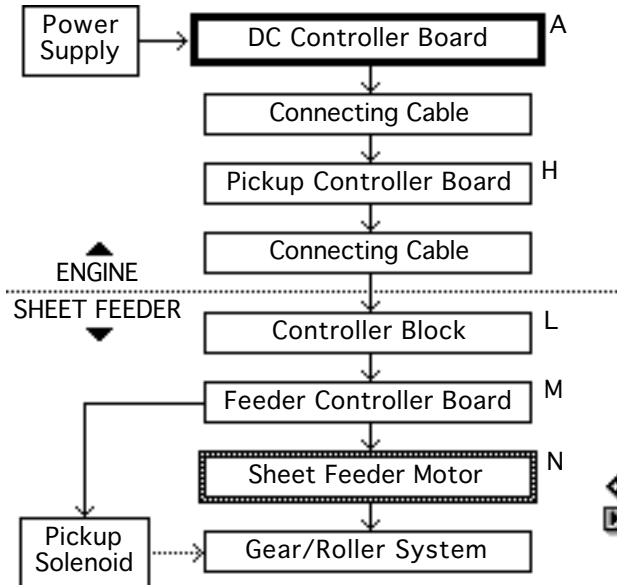 Power
Supply
DC Controller Board
A
Connecting Cable
Pickup Controller Board
H
Connecting Cable
ENGINE
SHEET FEEDER
Controller Block
L
Feeder Controller Board
M
Sheet Feeder Motor
N
Pickup
Solenoid
Gear/Roller System